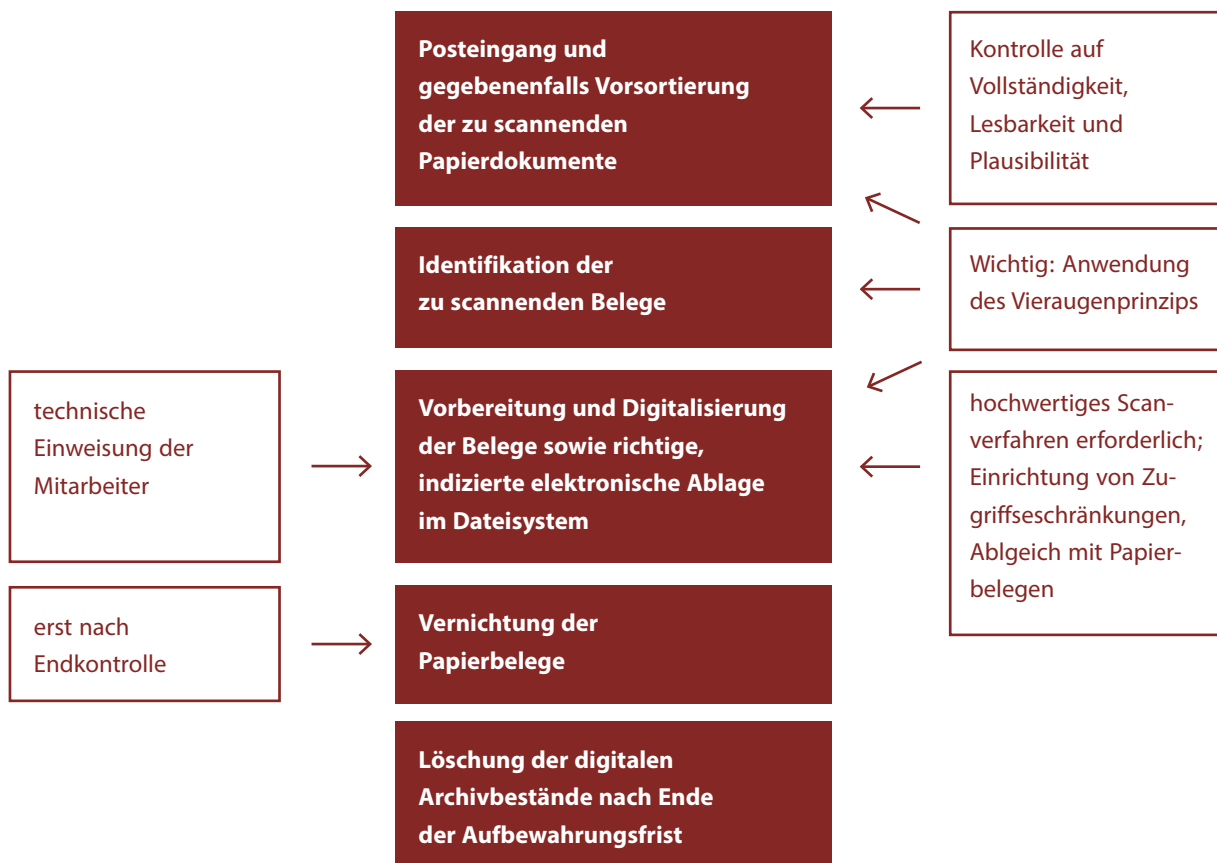 Posteingang und
gegebenenfalls Vorsortierung
der zu scannenden
Papierdokumente
Kontrolle auf
Vollständigkeit,
Lesbarkeit und
Plausibilität
Identifikation der
zu scannenden Belege
Wichtig: Anwendung
des Vieraugenprinzips
technische
Einweisung der
Mitarbeiter
Vorbereitung und Digitalisierung
der Belege sowie richtige,
indizierte elektronische Ablage
im Dateisystem
hochwertiges Scan-
verfahren erforderlich;
Einrichtung von Zu-
griffseschränkungen,
Ablgeich mit Papier-
belegen
erst nach
Endkontrolle
Vernichtung der
Papierbelege
Löschung der digitalen
Archivbestände nach Ende
der Aufbewahrungsfrist